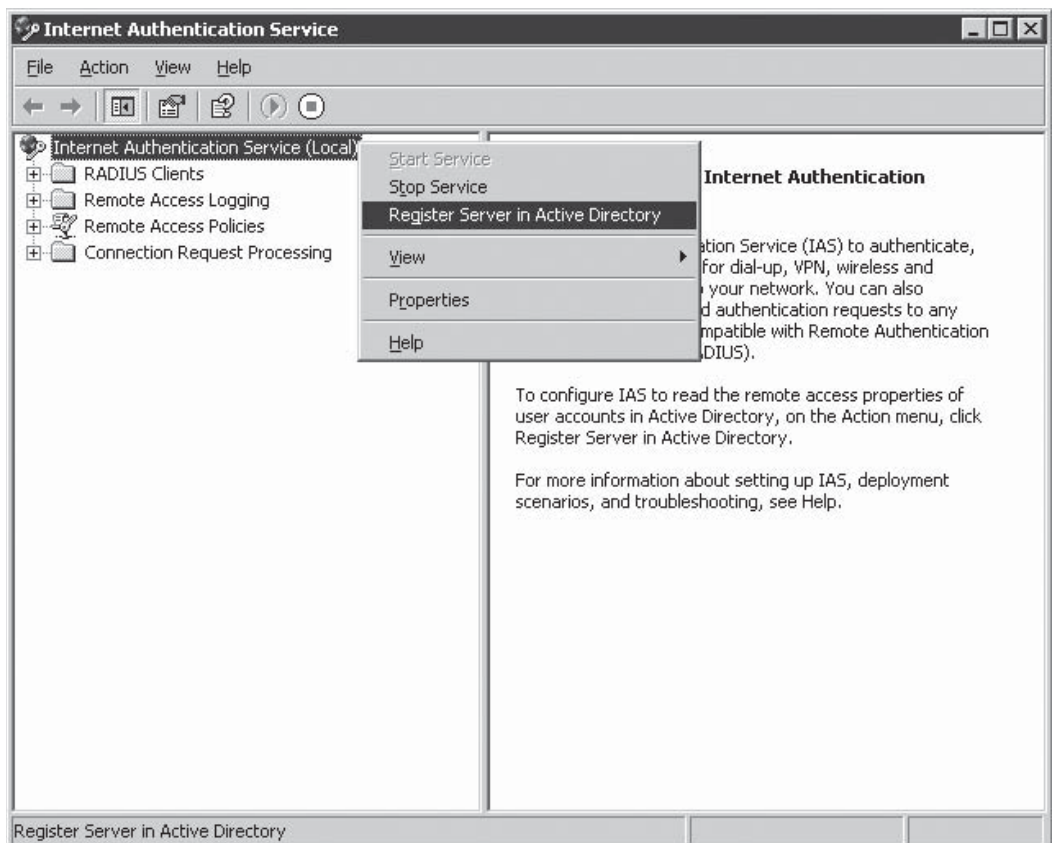 Internet Authentication Service
File Action View Help
Internet Authentication Service (Local)
RADIUS Clients
Remote Access Logging
Remote Access Policies
Connection Request Processing
Start Service
Stop Service
Register Server in Active Directory
View
Properties
Help
Internet Authentication
ation Service (IAS) to authenticate,
for dial-up, VPN, wireless and
your network. You can also
d authentication requests to any
mpatible with Remote Authentication
DIUS).
To configure IAS to read the remote access properties of
user accounts in Active Directory, on the Action menu, click
Register Server in Active Directory.
For more information about setting up IAS, deployment
scenarios, and troubleshooting, see Help.
Register Server in Active Directory